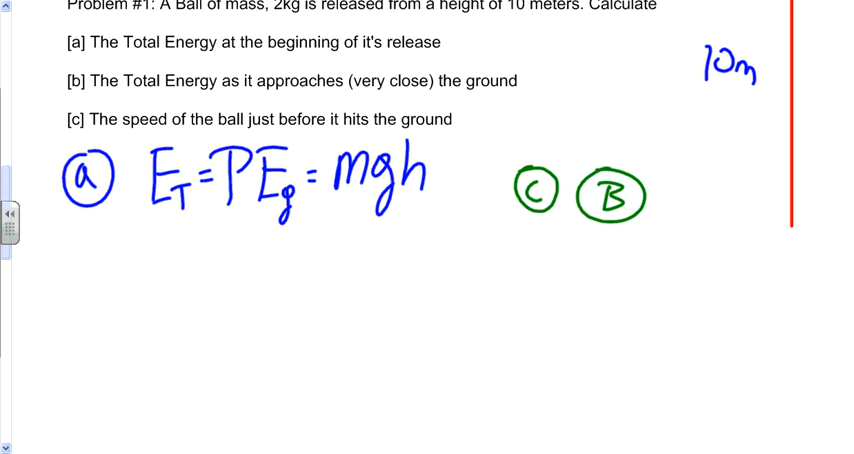 Problem #1: A Ball of mass, 2kg is released from a height of 10 meters. Calculate
[a] The Total Energy at the beginning of it's release
[b] The Total Energy as it approaches (very close) the ground
10m
[c] The speed of the ball just before it hits the ground
a E_T = PE_g = mgh
C B